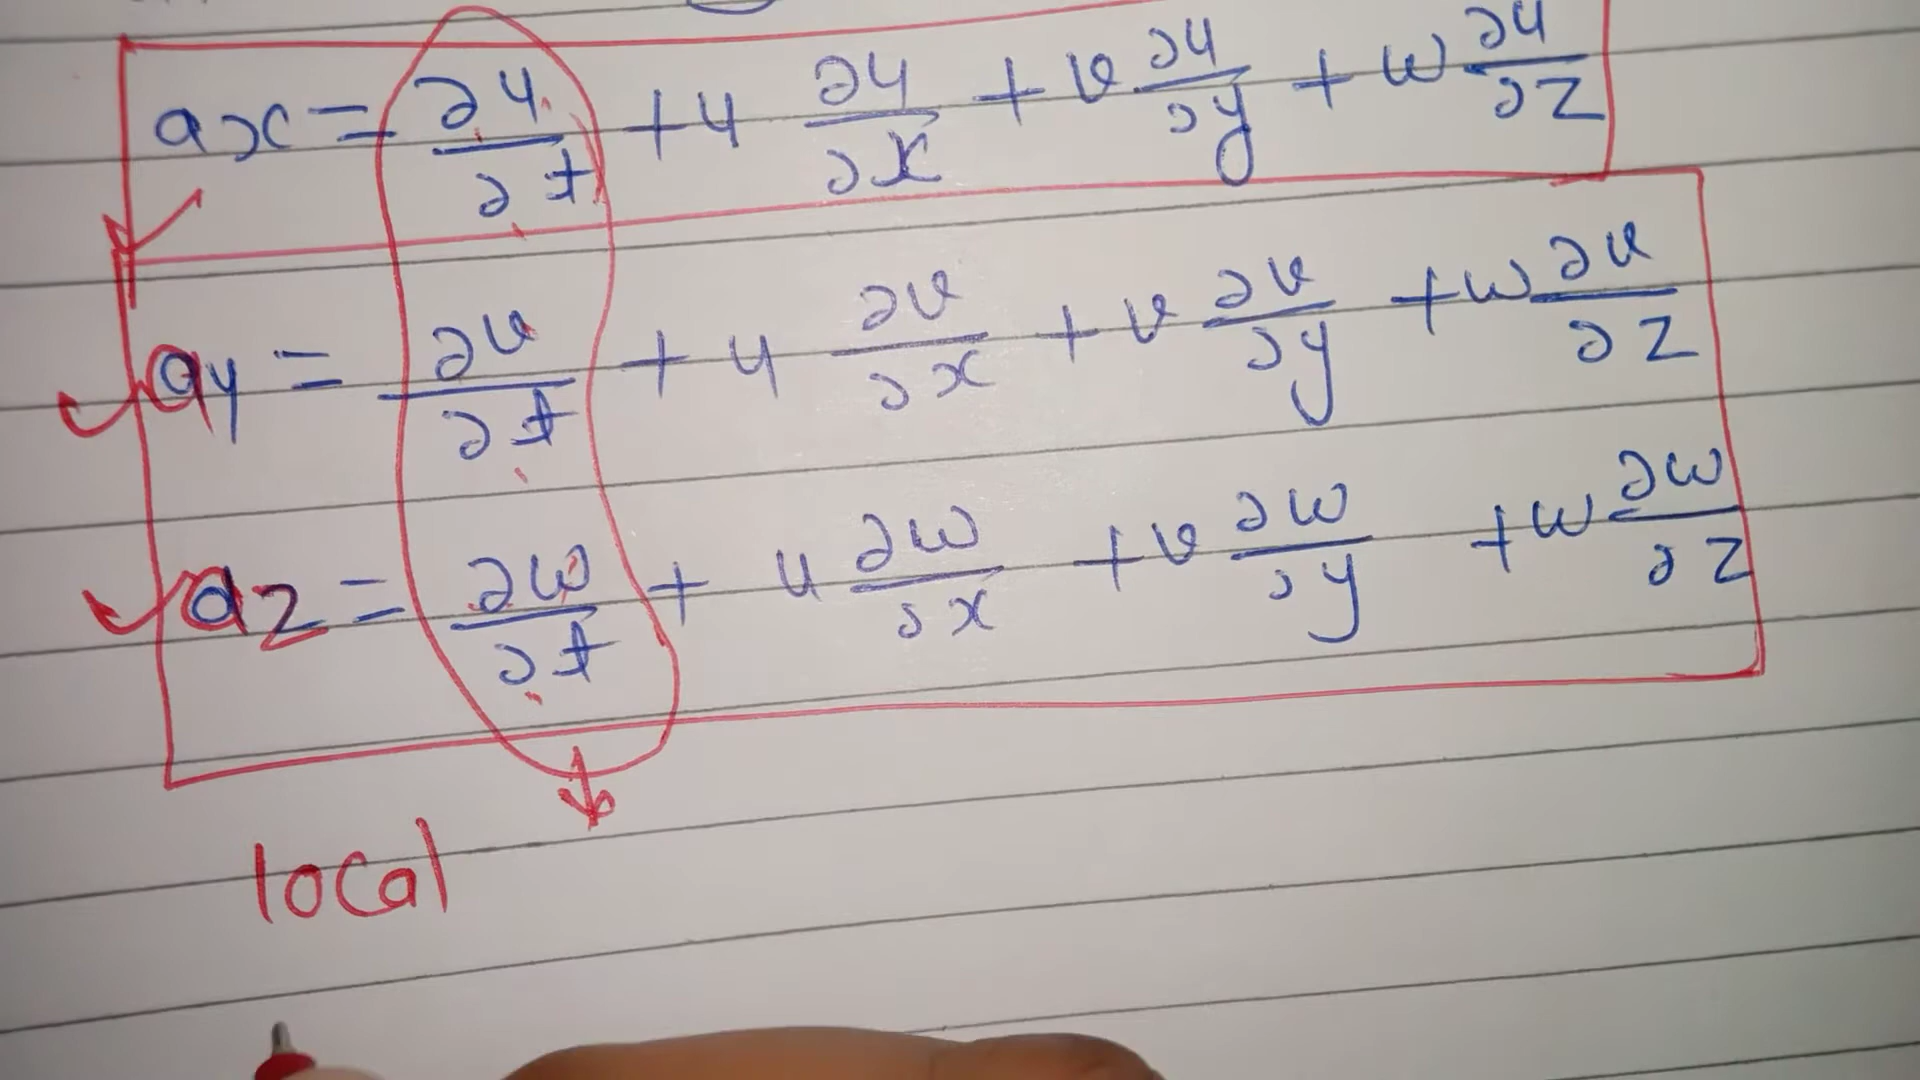 ax = ∂u/∂t + u ∂u/∂x + v ∂u/∂y + w ∂u/∂z
ay = ∂v/∂t + u ∂v/∂x + v ∂v/∂y + w ∂v/∂z
az = ∂w/∂t + u ∂w/∂x + v ∂w/∂y + w ∂w/∂z
local